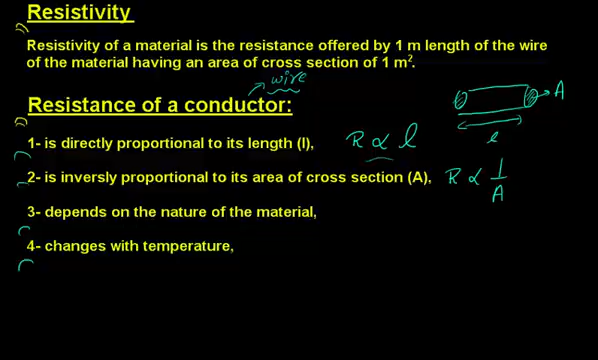 Resistivity
Resistivity of a material is the resistance offered by 1 m length of the wire
of the material having an area of cross section of 1 m².
→ wire
Resistance of a conductor:
→ A
l
1- is directly proportional to its length (l),
R ∝ l
2- is inversly proportional to its area of cross section (A),
R ∝ 1/A
3- depends on the nature of the material,
4- changes with temperature,